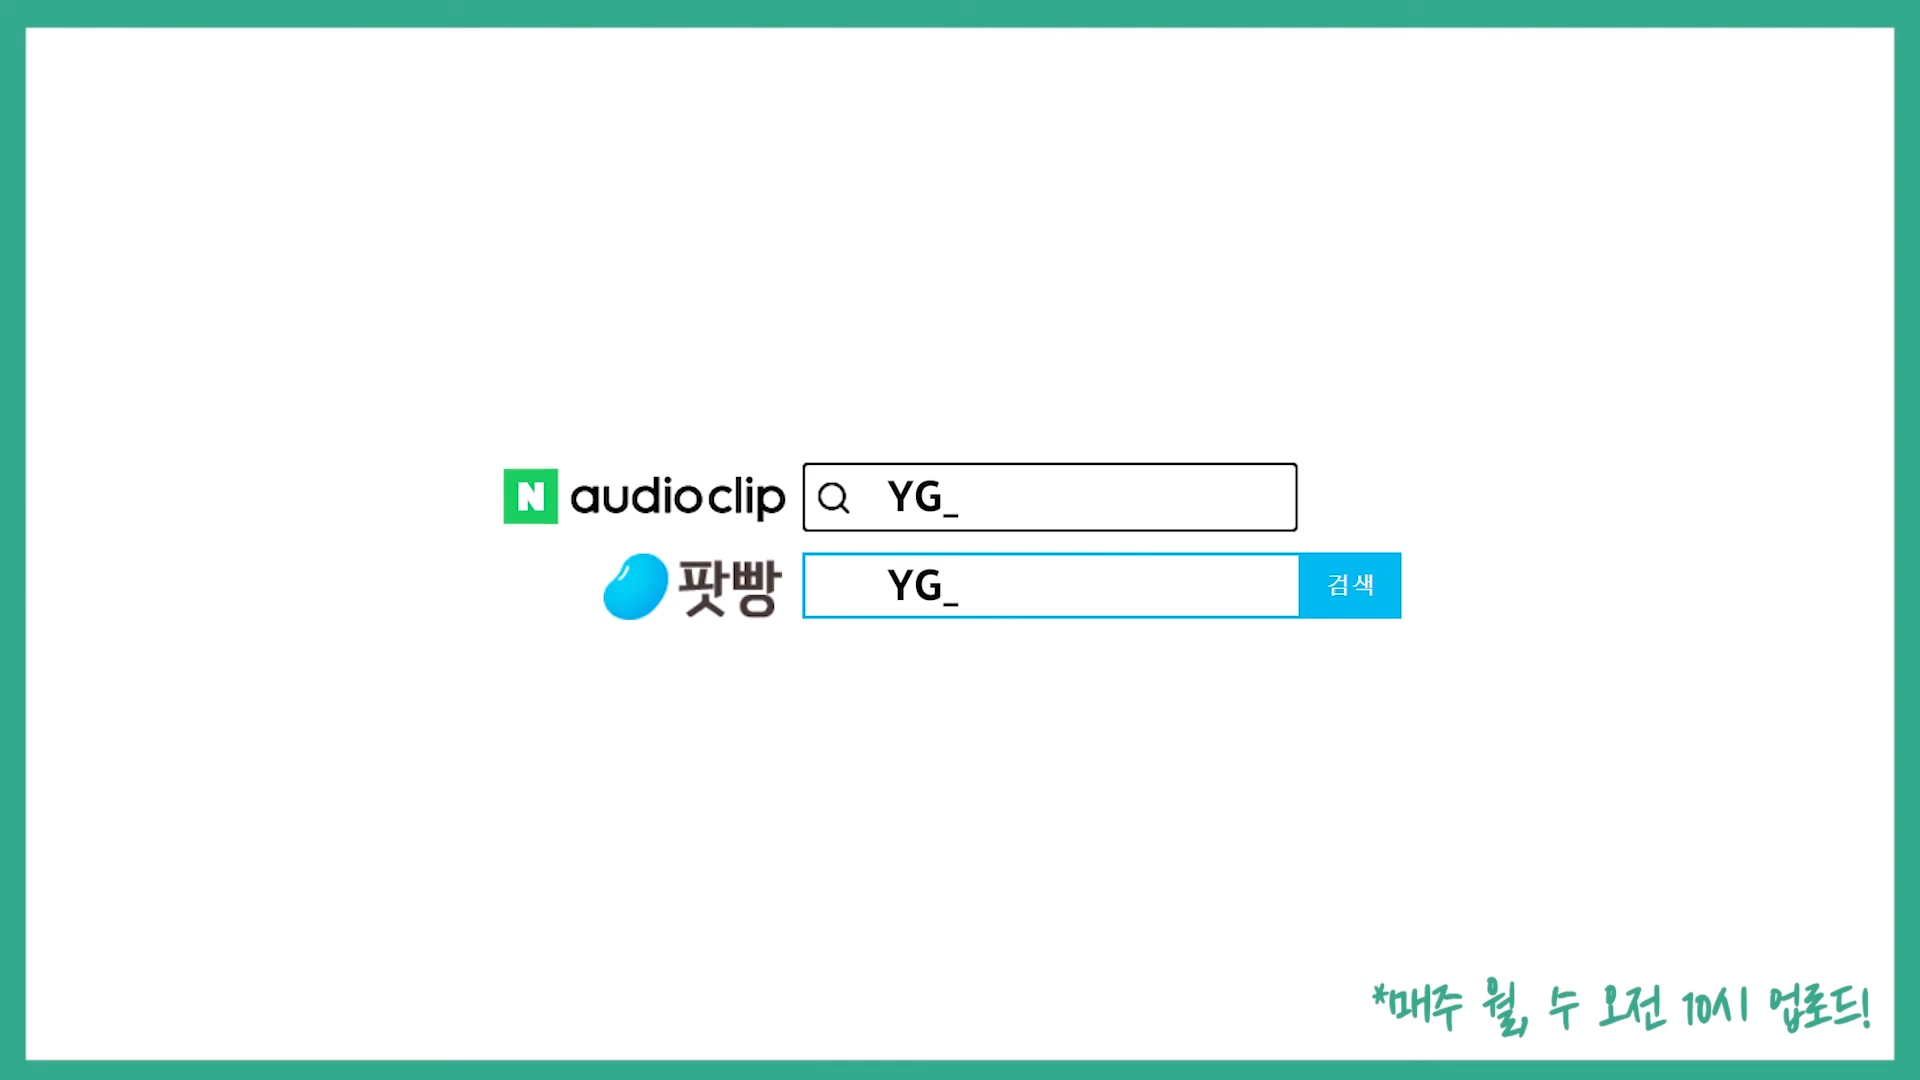 N audioclip YG_
팟빵 YG_ 검색
*매주 월, 수 오전 10시 업로드!